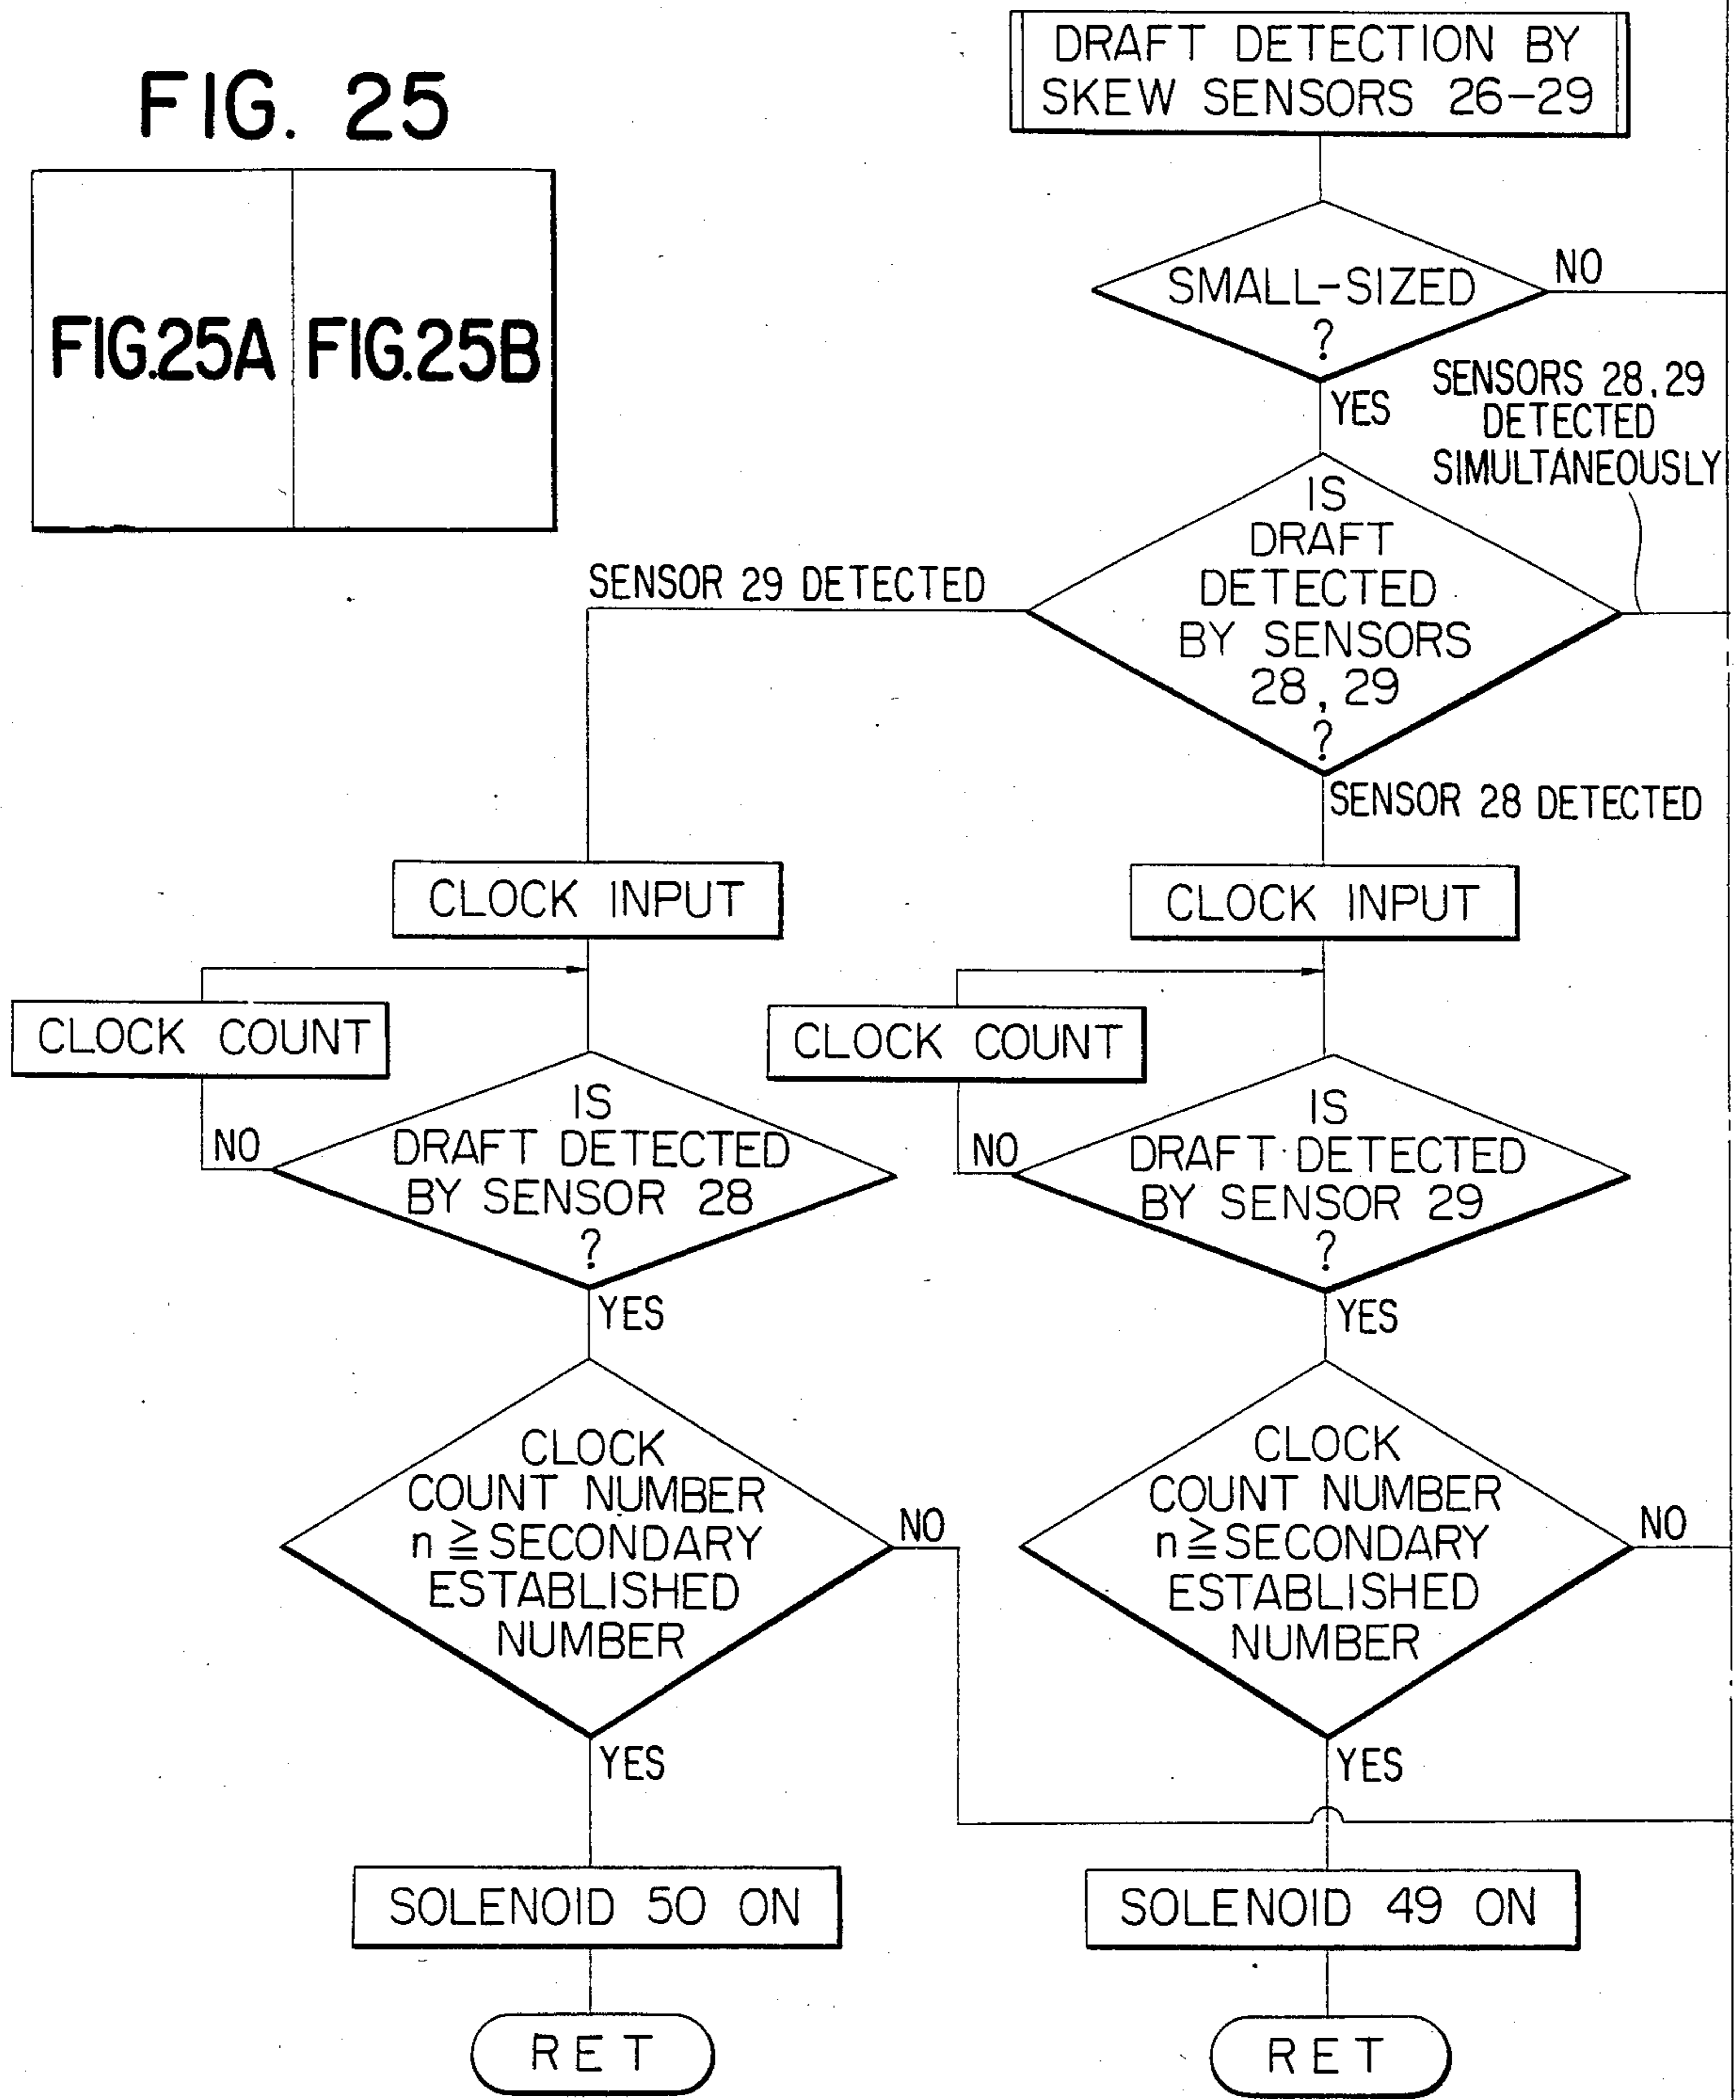 FIG. 25
FIG.25A
FIG.25B
DRAFT DETECTION BY
SKEW SENSORS 26-29
SMALL-SIZED
?
NO
YES
SENSORS 28, 29
DETECTED
SIMULTANEOUSLY
IS
DRAFT
DETECTED
BY SENSORS
28, 29
?
SENSOR 29 DETECTED
SENSOR 28 DETECTED
CLOCK INPUT
CLOCK INPUT
CLOCK COUNT
CLOCK COUNT
IS
DRAFT DETECTED
BY SENSOR 28
?
NO
YES
IS
DRAFT DETECTED
BY SENSOR 29
?
NO
YES
CLOCK
COUNT NUMBER
n ≧ SECONDARY
ESTABLISHED
NUMBER
NO
YES
CLOCK
COUNT NUMBER
n ≧ SECONDARY
ESTABLISHED
NUMBER
NO
YES
SOLENOID 50 ON
SOLENOID 49 ON
RET
RET